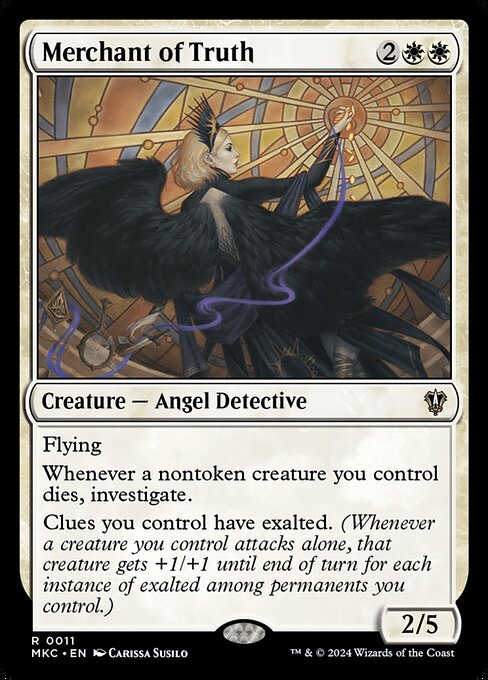 Merchant of Truth 2
Creature — Angel Detective
Flying
Whenever a nontoken creature you control
dies, investigate.
Clues you control have exalted. (Whenever
a creature you control attacks alone, that
creature gets +1/+1 until end of turn for each
instance of exalted among permanents you
control.)
2/5
R 0011
MKC • EN Carissa Susilo
™ & © 2024 Wizards of the Coast